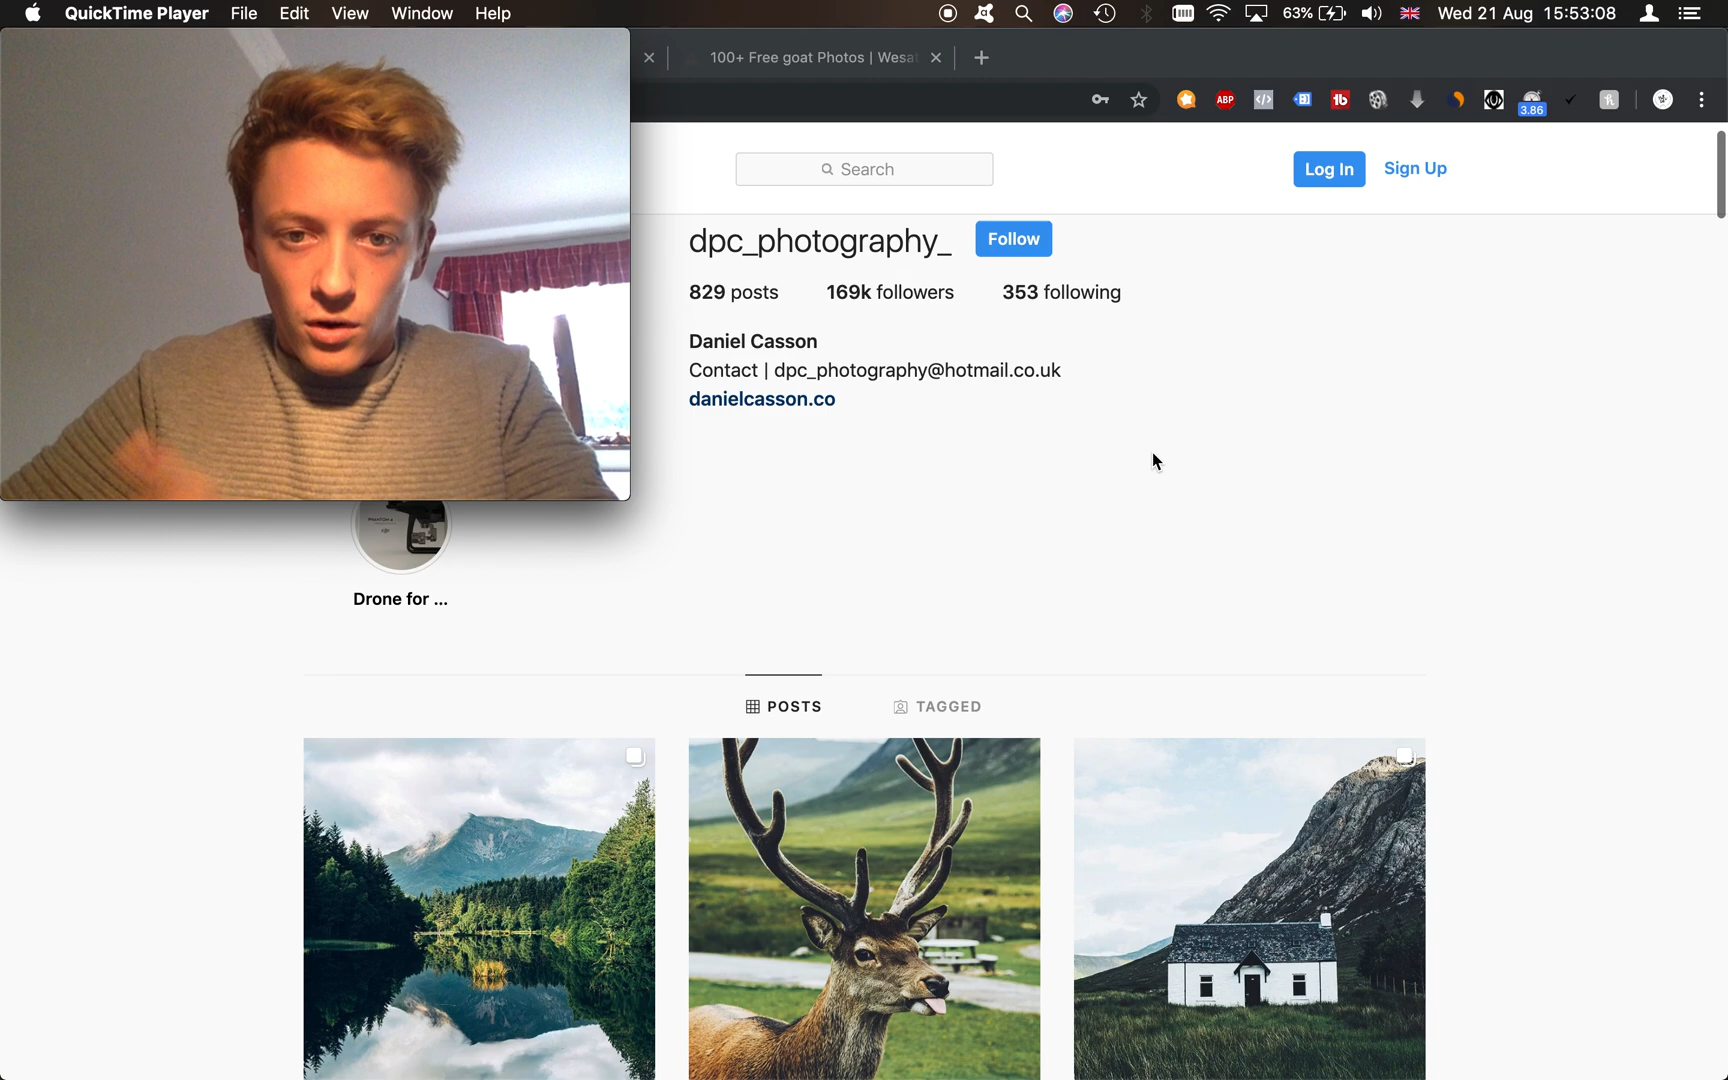 QuickTime Player File Edit View Window Help 63% Wed 21 Aug 15:53:08
100+ Free goat Photos | Wesa
ABP </> tb 3.86
Search Log In Sign Up
dpc_photography_ Follow
829 posts 169k followers 353 following
Daniel Casson
Contact | dpc_photography@hotmail.co.uk
danielcasson.co
Drone for ...
POSTS TAGGED